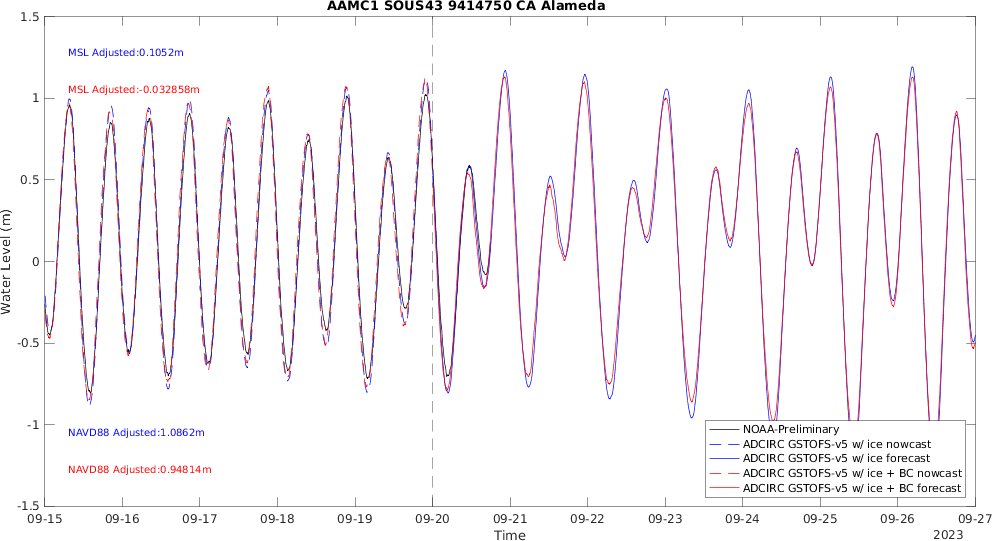 AAMC1 SOUS43 9414750 CA Alameda
1.5
1
0.5
0
-0.5
-1
-1.5
Water Level (m)
MSL Adjusted:0.1052m
MSL Adjusted:-0.032858m
NAVD88 Adjusted:1.0862m
NAVD88 Adjusted:0.94814m
NOAA-Preliminary
ADCIRC GSTOFS-v5 w/ ice nowcast
ADCIRC GSTOFS-v5 w/ ice forecast
ADCIRC GSTOFS-v5 w/ ice + BC nowcast
ADCIRC GSTOFS-v5 w/ ice + BC forecast
09-15 09-16 09-17 09-18 09-19 09-20 09-21 09-22 09-23 09-24 09-25 09-26 09-27
Time
2023